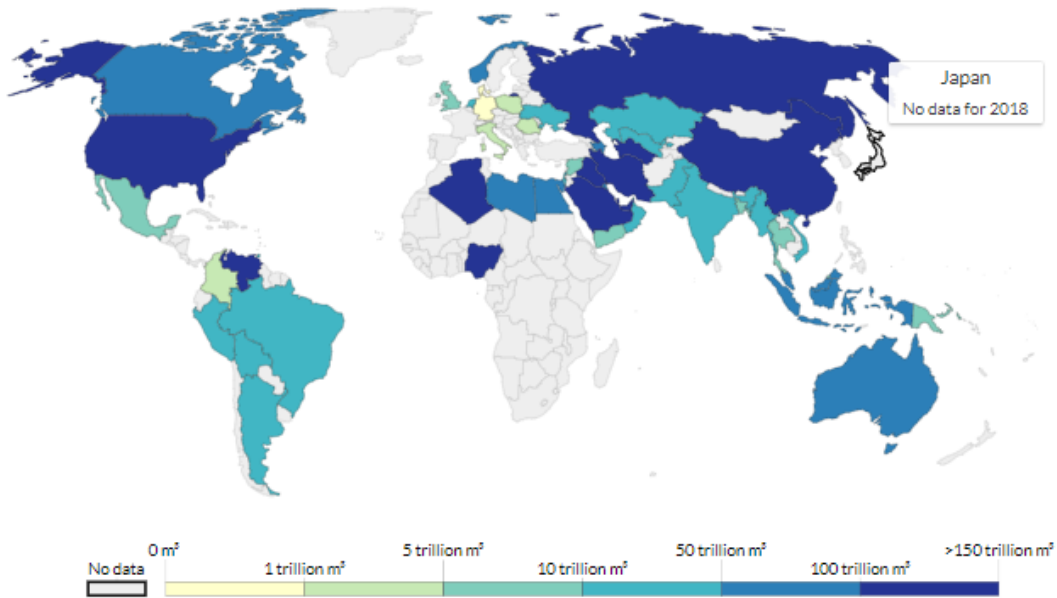 Japan
No data for 2018
0 m³ 5 trillion m³ 50 trillion m³ >150 trillion m³
No data 1 trillion m³ 10 trillion m³ 100 trillion m³